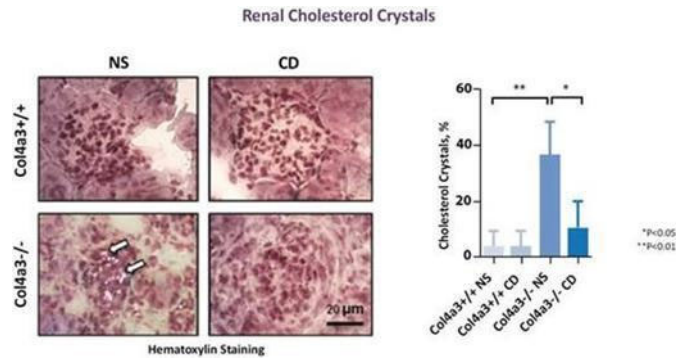 Renal Cholesterol Crystals
NS
CD
Col4a3+/+
Col4a3-/-
20 μm
Hematoxylin Staining
Cholesterol Crystals, %
60
40
20
0
**
*
Col4a3+/+ NS
Col4a3+/+ CD
Col4a3-/- NS
Col4a3-/- CD
*P<0.05
**P<0.01